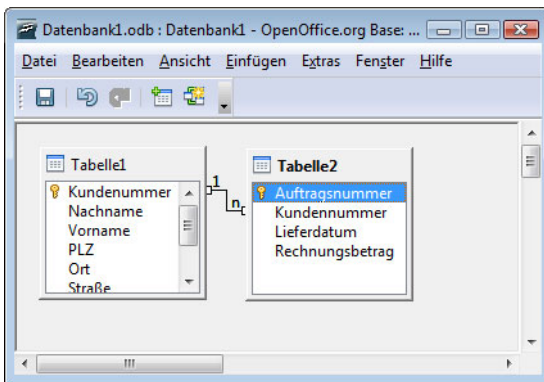 Datenbank1.odb : Datenbank1 - OpenOffice.org Base: ...
Datei Bearbeiten Ansicht Einfügen Extras Fenster Hilfe
Tabelle1
Kundenummer
Nachname
Vorname
PLZ
Ort
Straße
1
n
Tabelle2
Auftragsnummer
Kundennummer
Lieferdatum
Rechnungsbetrag